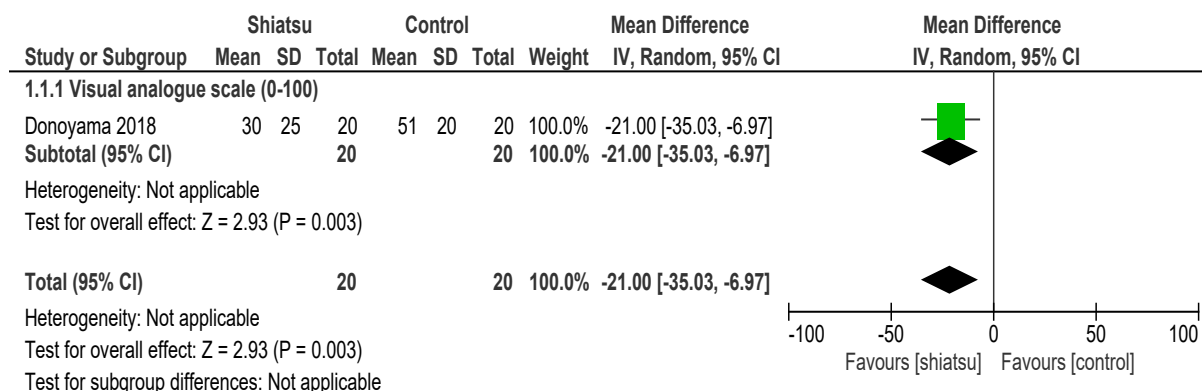 Shiatsu Control Mean Difference Mean Difference
Study or Subgroup Mean SD Total Mean SD Total Weight IV, Random, 95% CI IV, Random, 95% CI
1.1.1 Visual analogue scale (0-100)
Donoyama 2018 30 25 20 51 20 20 100.0% -21.00 [-35.03, -6.97]
Subtotal (95% CI) 20 20 100.0% -21.00 [-35.03, -6.97]
Heterogeneity: Not applicable
Test for overall effect: Z = 2.93 (P = 0.003)
Total (95% CI) 20 20 100.0% -21.00 [-35.03, -6.97]
Heterogeneity: Not applicable
Test for overall effect: Z = 2.93 (P = 0.003)
Test for subgroup differences: Not applicable
-100 -50 0 50 100
Favours [shiatsu] Favours [control]